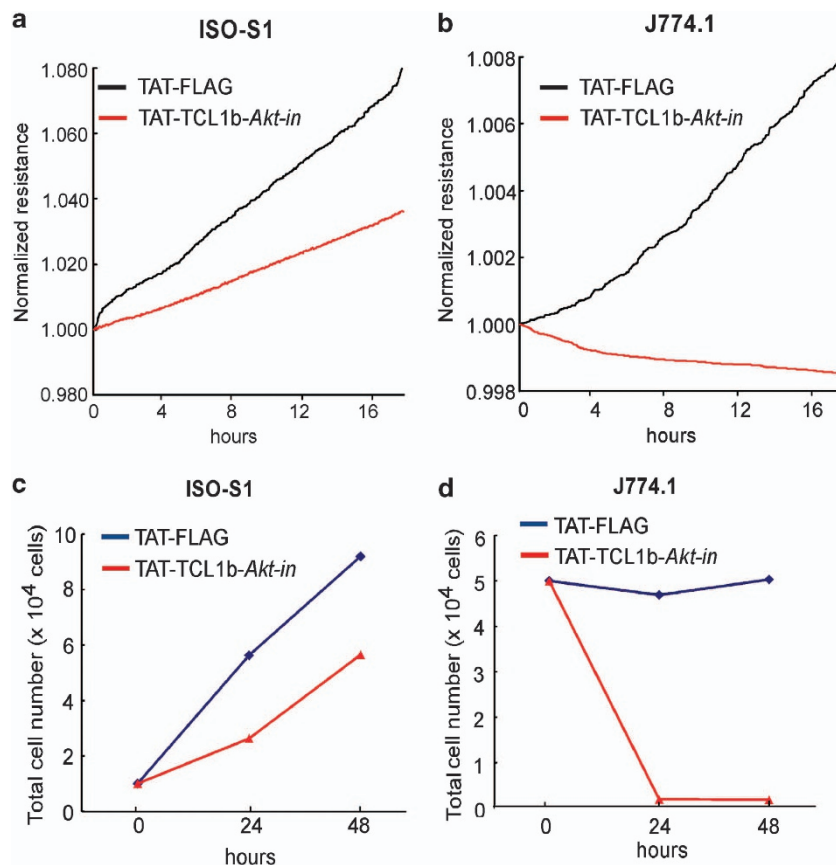 a
ISO-S1
1.080
1.060
1.040
1.020
1.000
0.980
Normalized resistance
TAT-FLAG
TAT-TCL1b-Akt-in
0 4 8 12 16
hours
b
J774.1
1.008
1.006
1.004
1.002
1.000
0.998
Normalized resistance
TAT-FLAG
TAT-TCL1b-Akt-in
0 4 8 12 16
hours
c
ISO-S1
10
8
6
4
2
0
Total cell number (x 10⁴ cells)
TAT-FLAG
TAT-TCL1b-Akt-in
0 24 48
hours
d
J774.1
6
5
4
3
2
1
0
Total cell number (x 10⁴ cells)
TAT-FLAG
TAT-TCL1b-Akt-in
0 24 48
hours